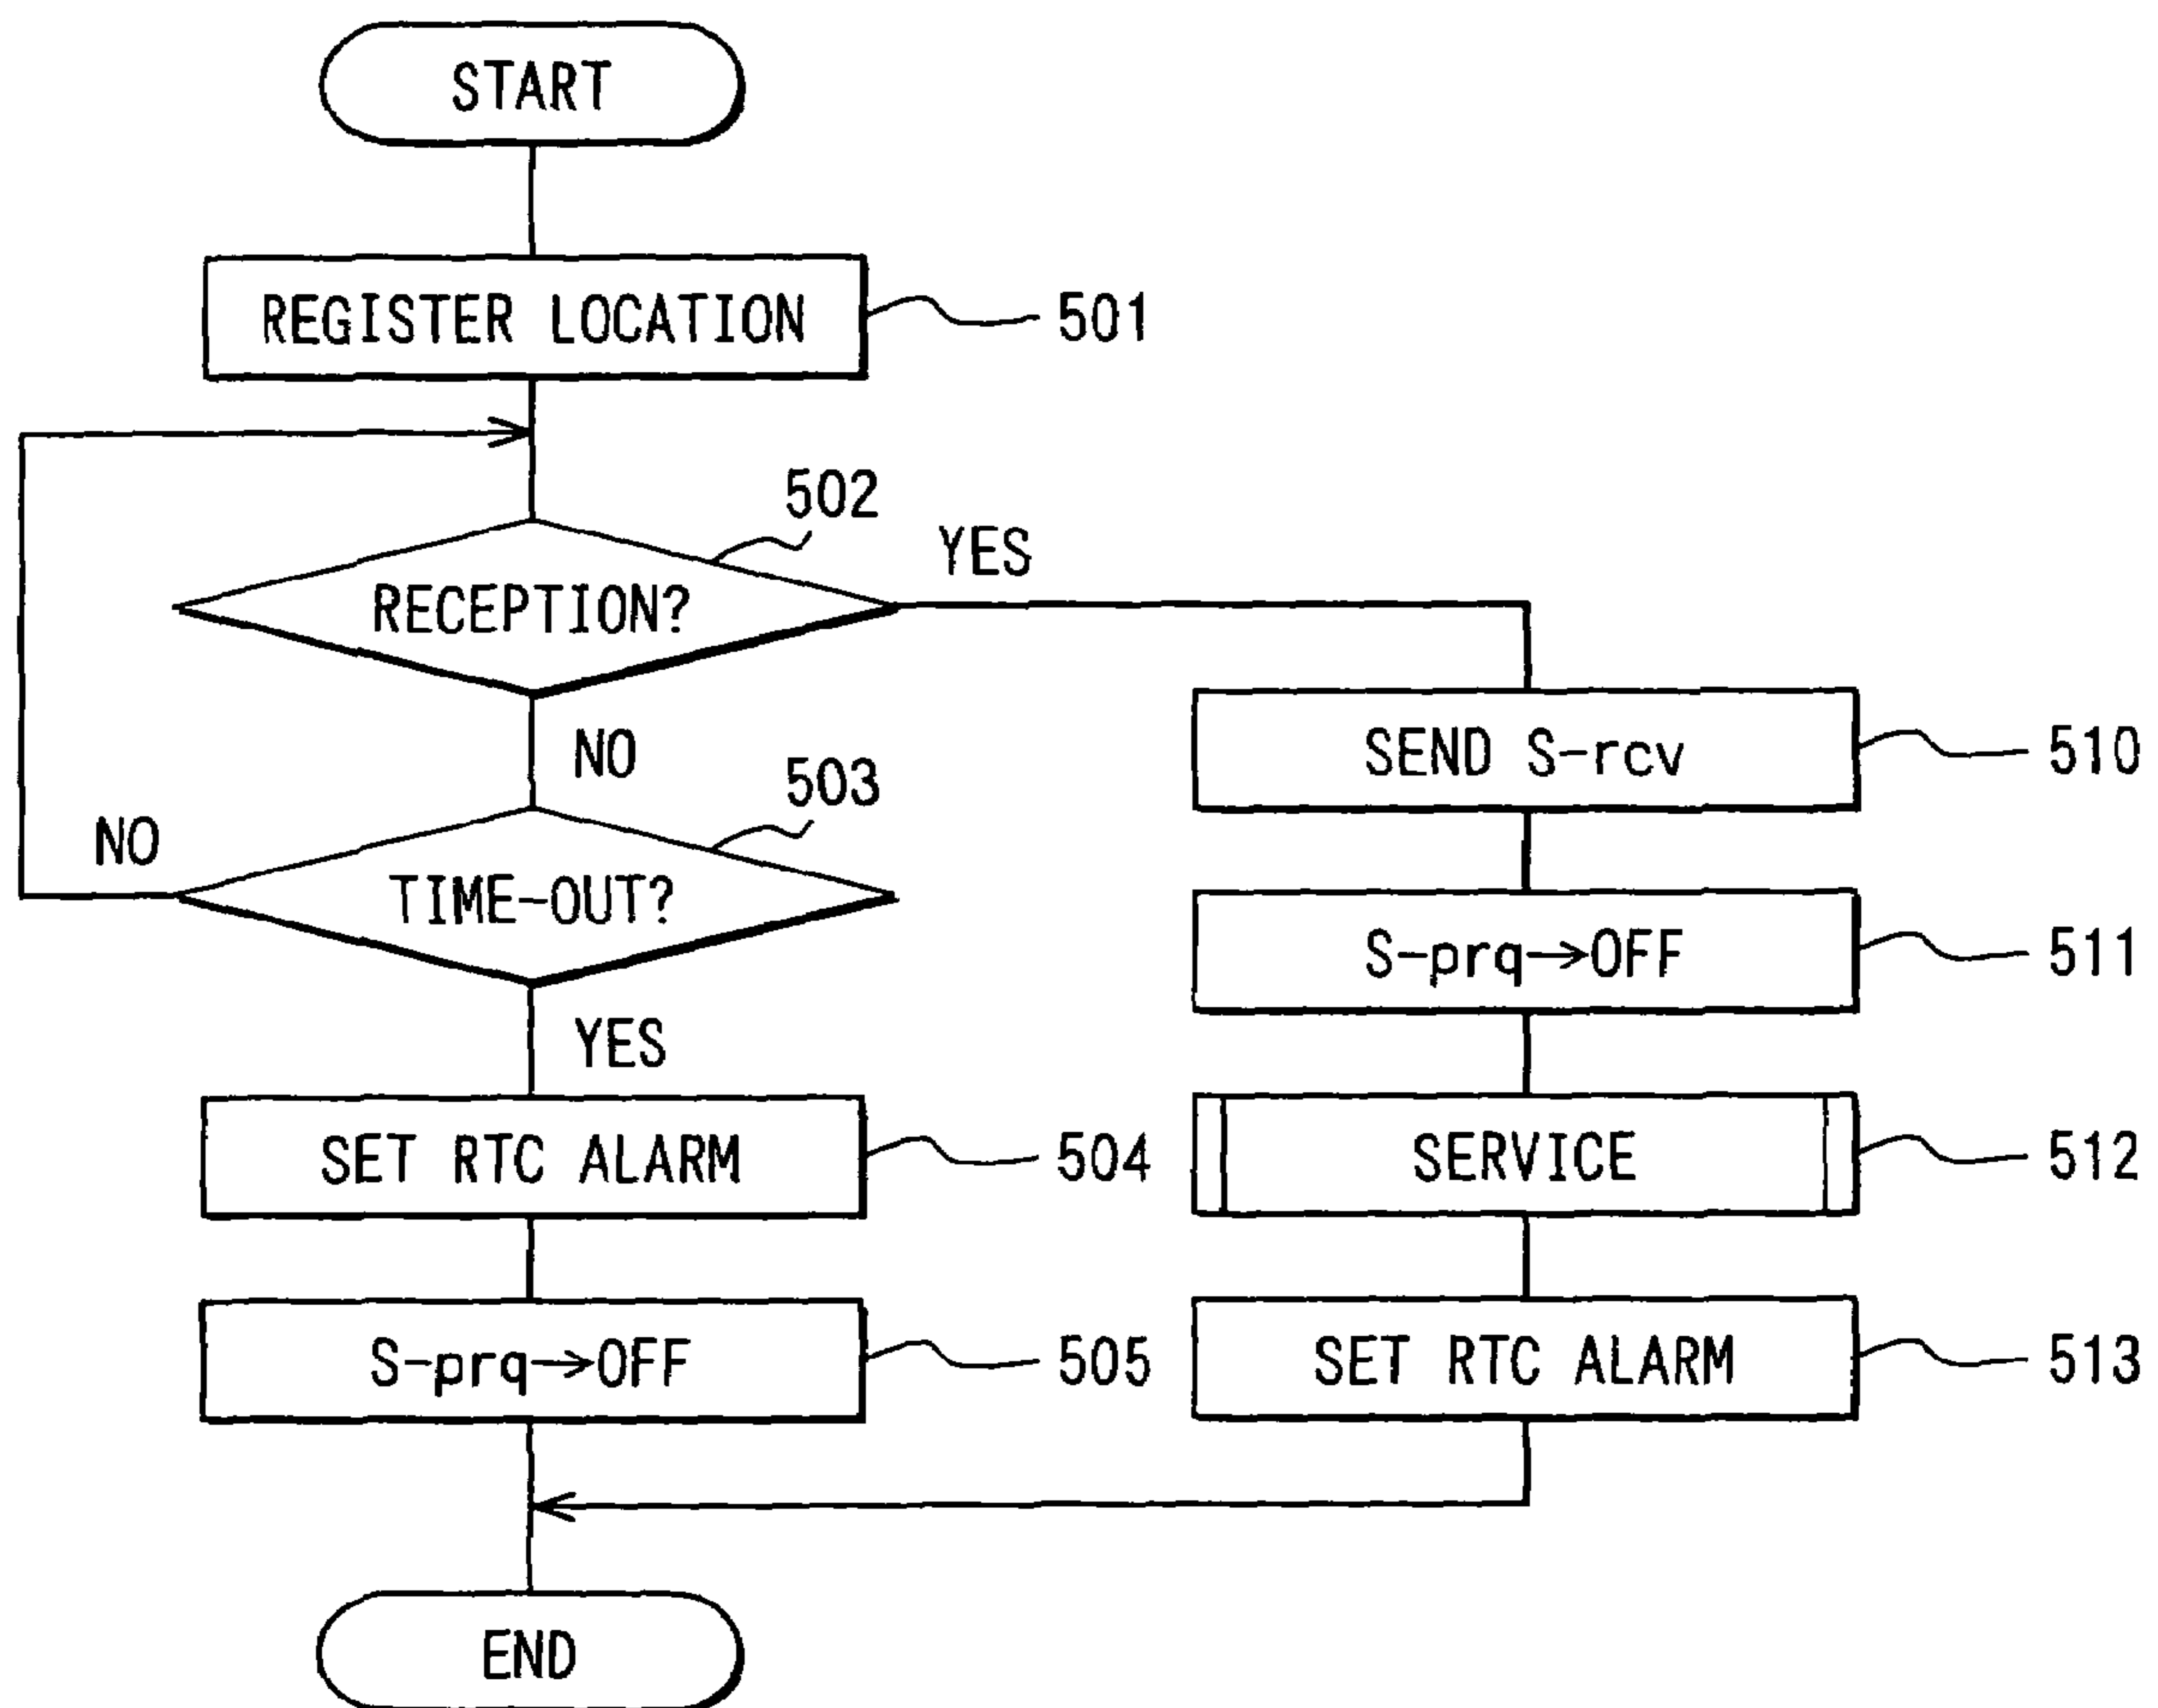 START
REGISTER LOCATION
501
502
YES
RECEPTION?
NO
503
NO
TIME-OUT?
YES
SET RTC ALARM
504
S-prq→OFF
505
SEND S-rcv
510
S-prq→OFF
511
SERVICE
512
SET RTC ALARM
513
END